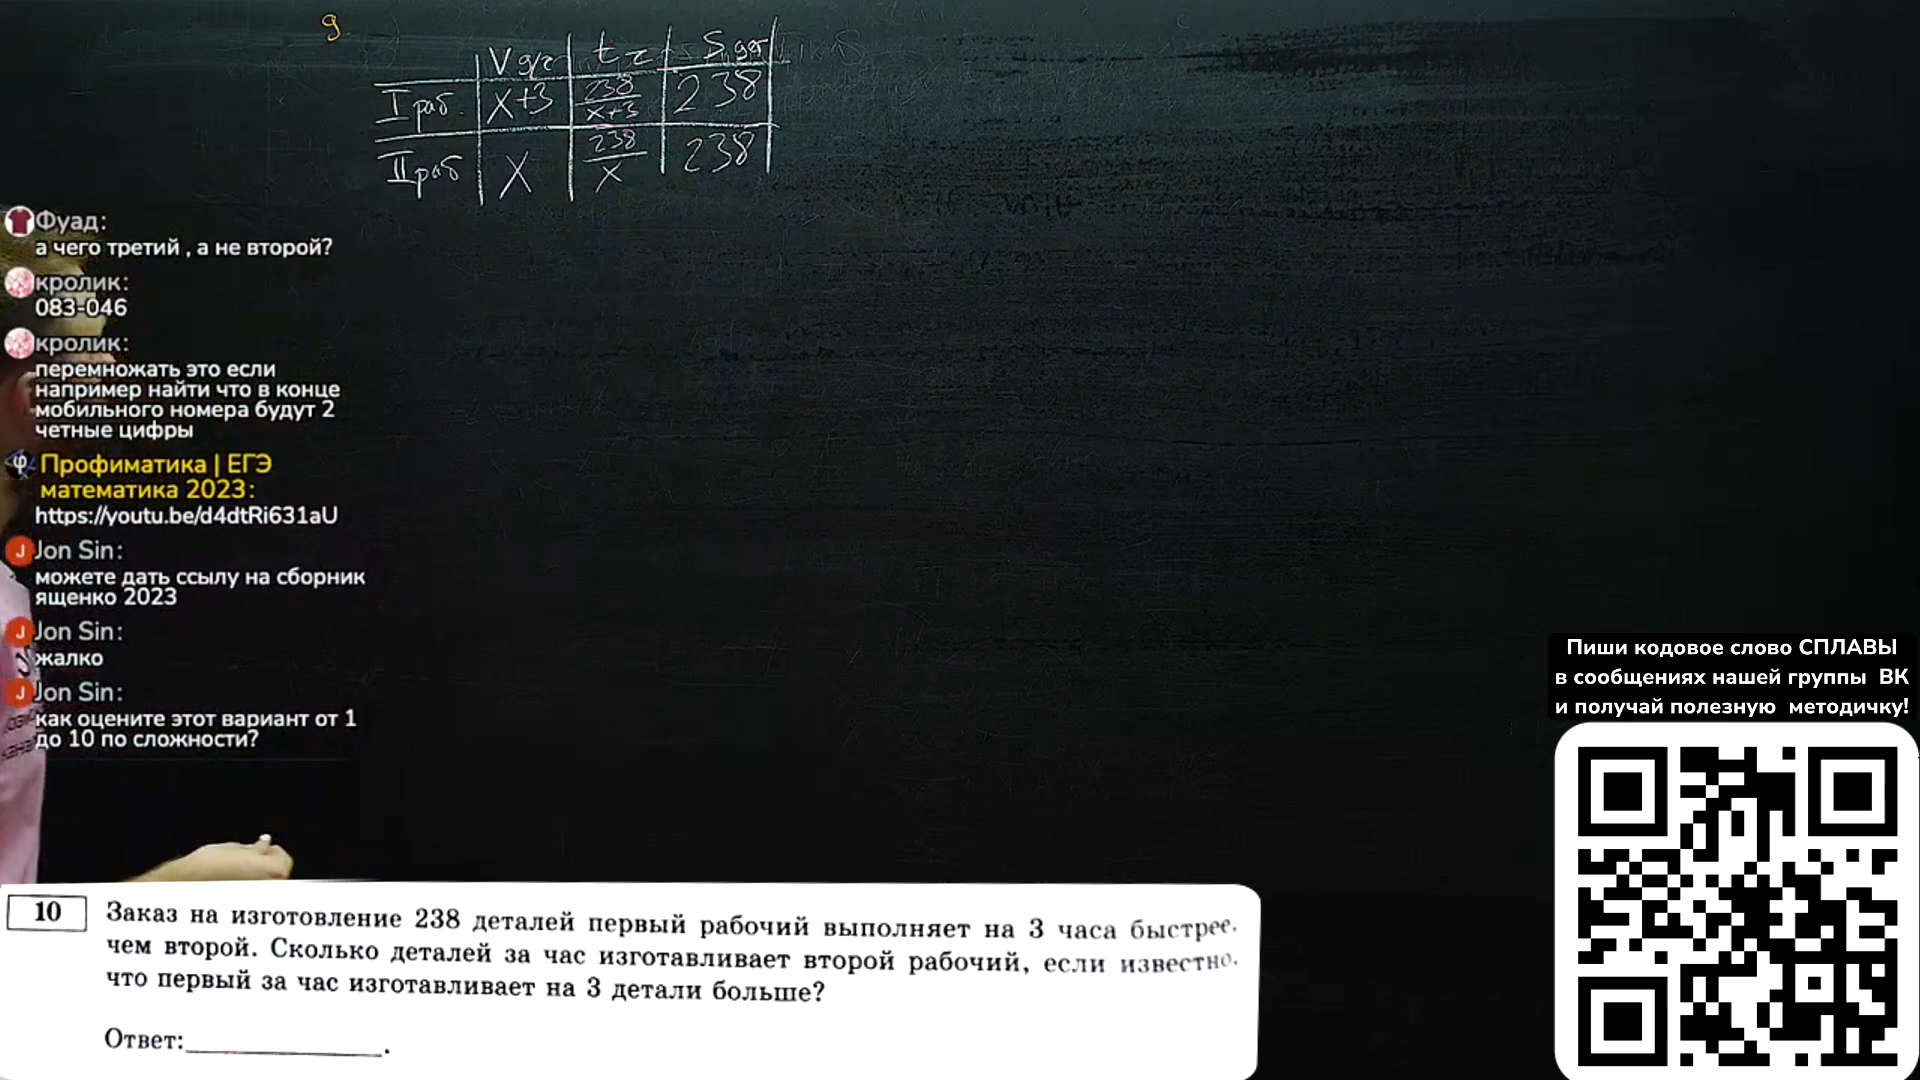 9.
V д/ч t, ч S, дет
I раб. x+3 238/x+3 238
II раб x 238/x 238
Фуад:
а чего третий , а не второй?
кролик:
083-046
кролик:
перемножать это если
например найти что в конце
мобильного номера будут 2
четные цифры
Профиматика | ЕГЭ
математика 2023:
https://youtu.be/d4dtRi631aU
Jon Sin:
можете дать ссылу на сборник
ященко 2023
Jon Sin:
жалко
Jon Sin:
как оцените этот вариант от 1
до 10 по сложности?
Пиши кодовое слово СПЛАВЫ
в сообщениях нашей группы ВК
и получай полезную методичку!
10 Заказ на изготовление 238 деталей первый рабочий выполняет на 3 часа быстрее,
чем второй. Сколько деталей за час изготавливает второй рабочий, если известно,
что первый за час изготавливает на 3 детали больше?
Ответ:______________.